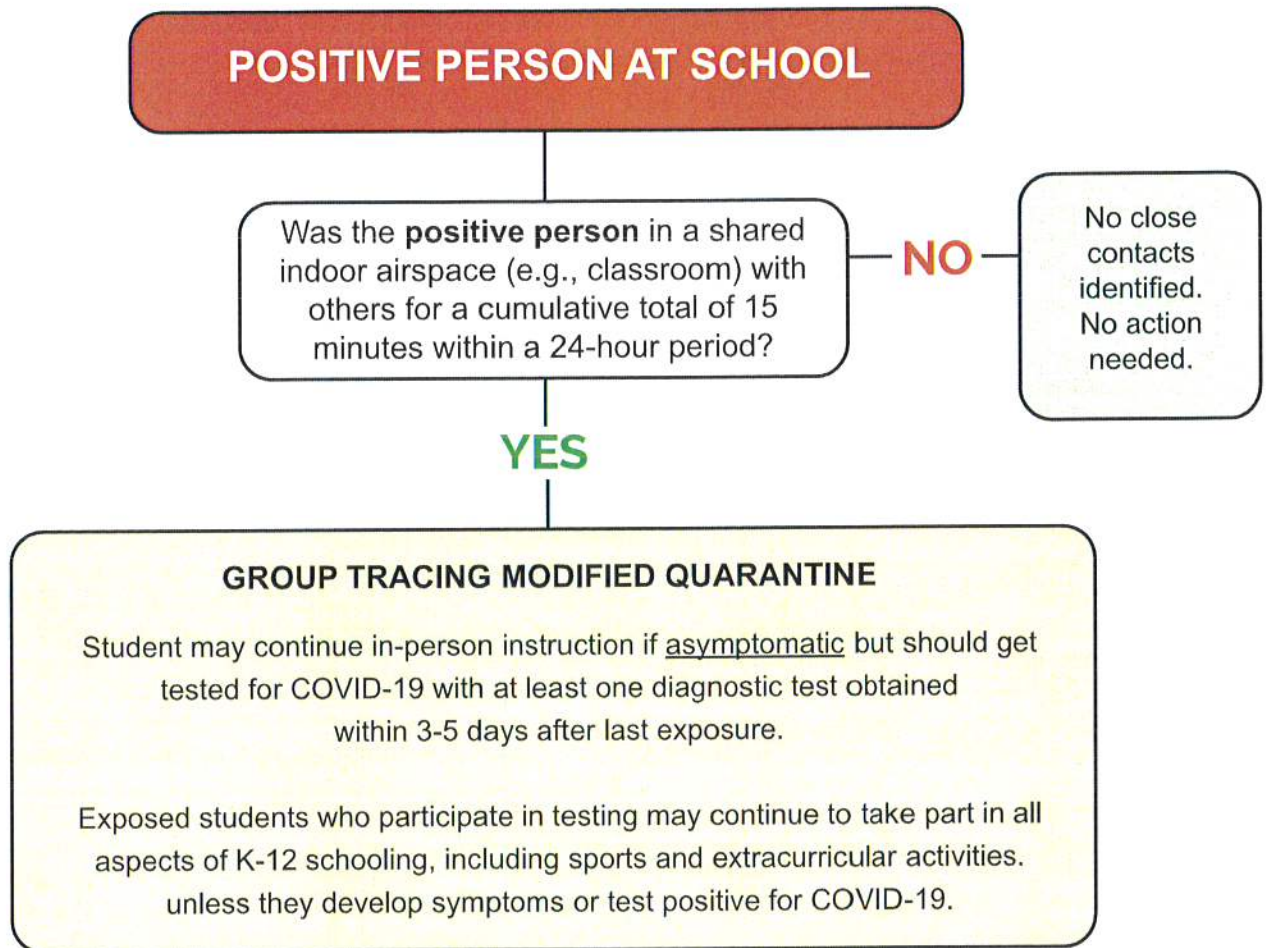 POSITIVE PERSON AT SCHOOL
Was the positive person in a shared
indoor airspace (e.g., classroom) with
others for a cumulative total of 15
minutes within a 24-hour period?
NO
No close
contacts
identified.
No action
needed.
YES
GROUP TRACING MODIFIED QUARANTINE
Student may continue in-person instruction if asymptomatic but should get
tested for COVID-19 with at least one diagnostic test obtained
within 3-5 days after last exposure.
Exposed students who participate in testing may continue to take part in all
aspects of K-12 schooling, including sports and extracurricular activities.
unless they develop symptoms or test positive for COVID-19.